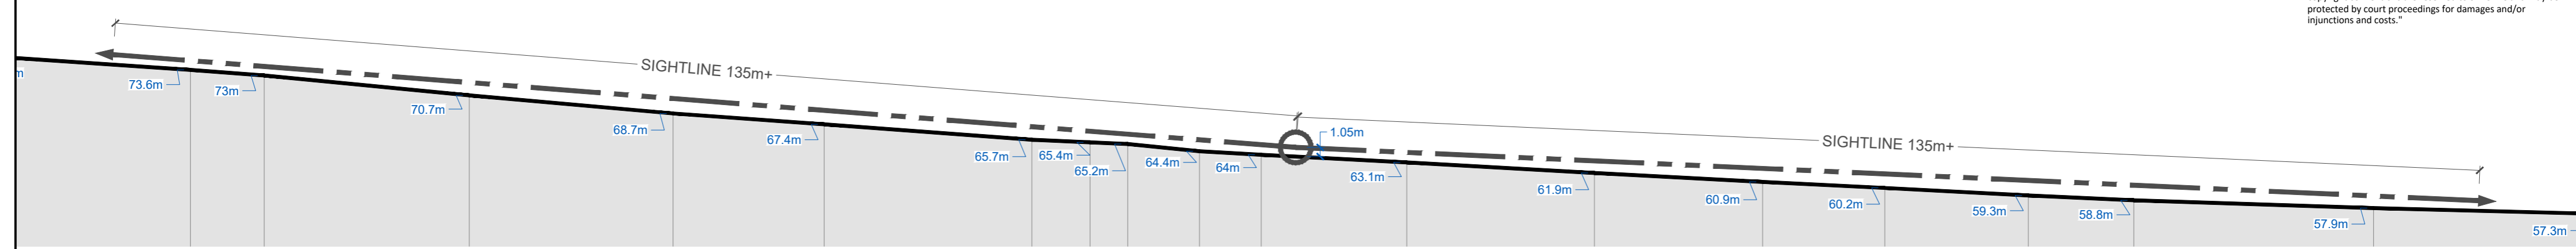 protected by court proceedings for damages and/or
injunctions and costs."
SIGHTLINE 135m+
SIGHTLINE 135m+
1.05m
m
73.6m
73m
70.7m
68.7m
67.4m
65.7m
65.4m
65.2m
64.4m
64m
63.1m
61.9m
60.9m
60.2m
59.3m
58.8m
57.9m
57.3m